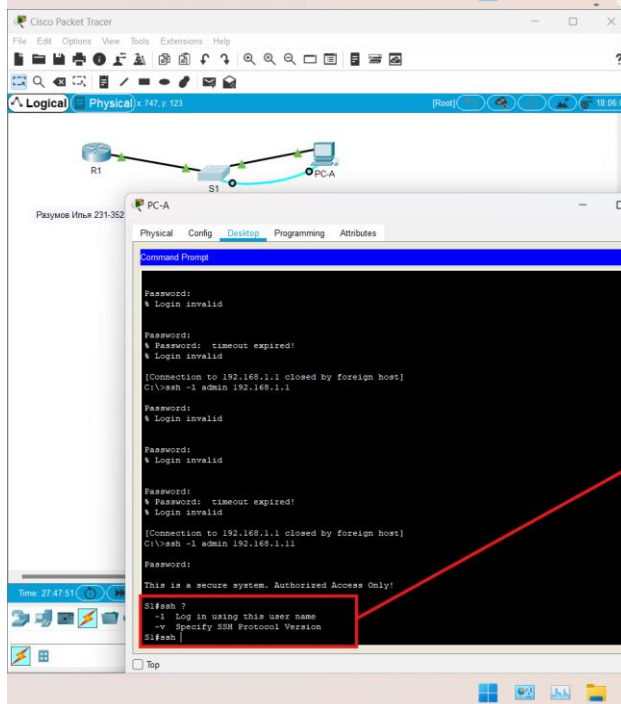 Cisco Packet Tracer
File Edit Options View Tools Extensions Help
Logical Physical x: 747, y: 123 [Root] 18:06:
R1
S1
PC-A
Разумов Илья 231-352
PC-A
Physical Config Desktop Programming Attributes
Command Prompt
Password:
% Login invalid
Password:
% Password: timeout expired!
% Login invalid
[Connection to 192.168.1.1 closed by foreign host]
C:\>ssh -l admin 192.168.1.1
Password:
% Login invalid
Password:
% Login invalid
Password:
% Password: timeout expired!
% Login invalid
[Connection to 192.168.1.1 closed by foreign host]
C:\>ssh -l admin 192.168.1.11
Password:
This is a secure system. Authorized Access Only!
S1#ssh ?
-l Log in using this user name
-v Specify SSH Protocol Version
S1#ssh
Time: 27:47:51
Top